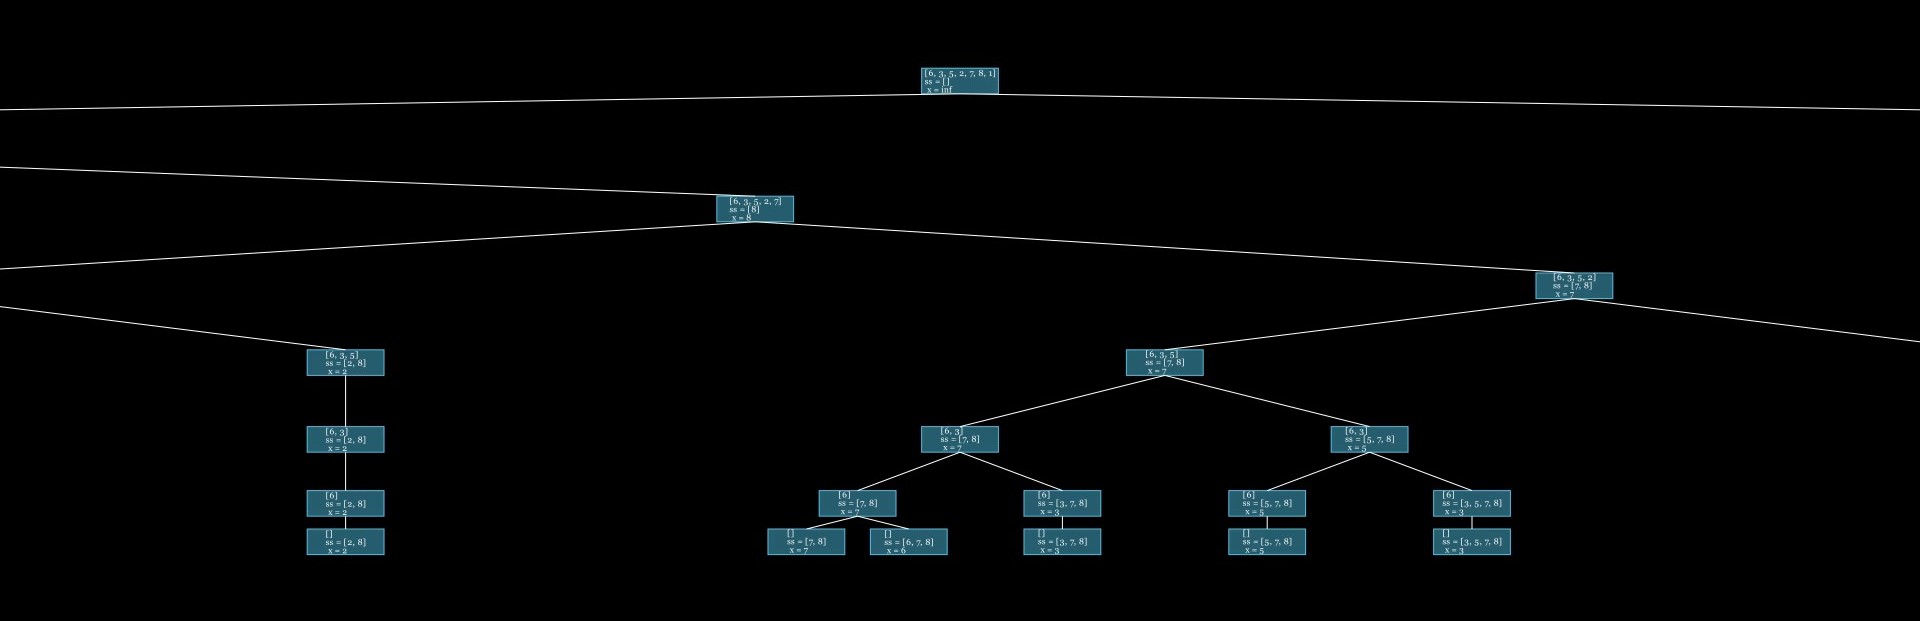 [6, 3, 5, 2, 7, 8, 1]
ss = []
x = inf
[6, 3, 5, 2, 7]
ss = [8]
x = 8
[6, 3, 5, 2]
ss = [7, 8]
x = 7
[6, 3, 5]
ss = [2, 8]
x = 2
[6, 3, 5]
ss = [7, 8]
x = 7
[6, 3]
ss = [2, 8]
x = 2
[6, 3]
ss = [7, 8]
x = 7
[6, 3]
ss = [5, 7, 8]
x = 5
[6]
ss = [2, 8]
x = 2
[6]
ss = [7, 8]
x = 7
[6]
ss = [3, 7, 8]
x = 3
[6]
ss = [5, 7, 8]
x = 5
[6]
ss = [3, 5, 7, 8]
x = 3
[]
ss = [2, 8]
x = 2
[]
ss = [7, 8]
x = 7
[]
ss = [6, 7, 8]
x = 6
[]
ss = [3, 7, 8]
x = 3
[]
ss = [5, 7, 8]
x = 5
[]
ss = [3, 5, 7, 8]
x = 3